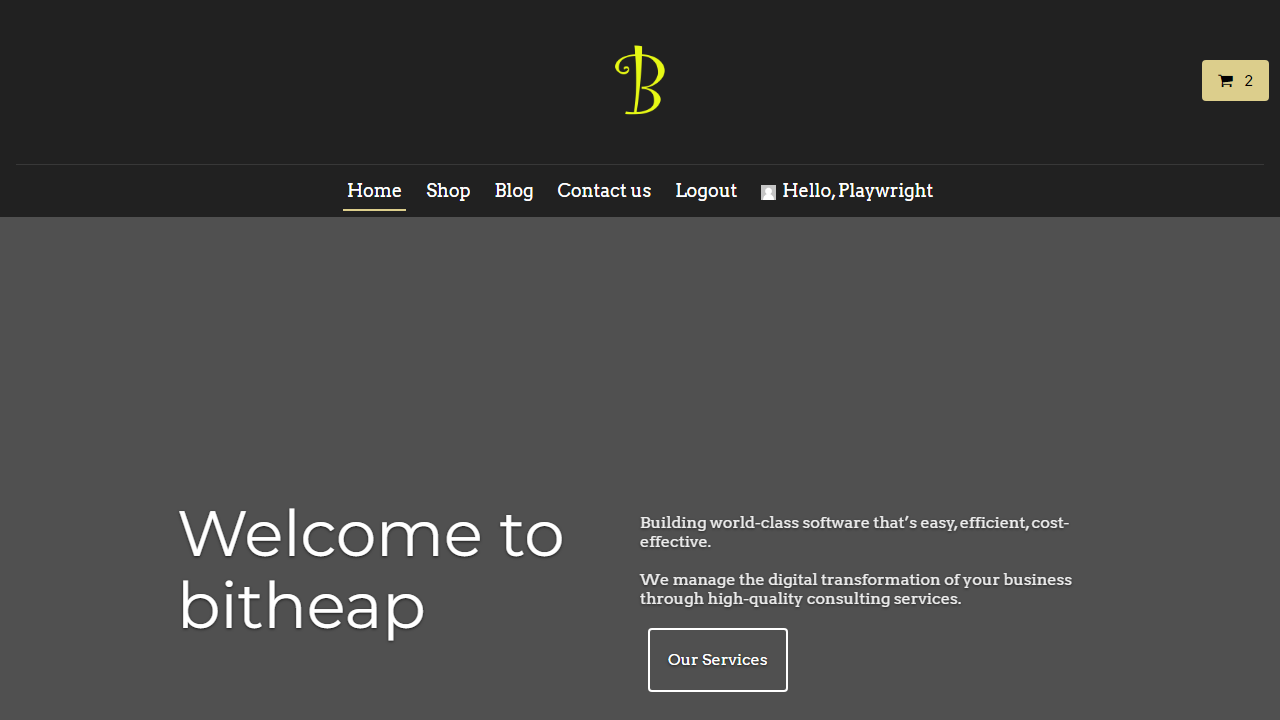 B
2
Home Shop Blog Contact us Logout Hello, Playwright
Welcome to
bitheap
Building world-class software that’s easy, efficient, cost-
effective.
We manage the digital transformation of your business
through high-quality consulting services.
Our Services